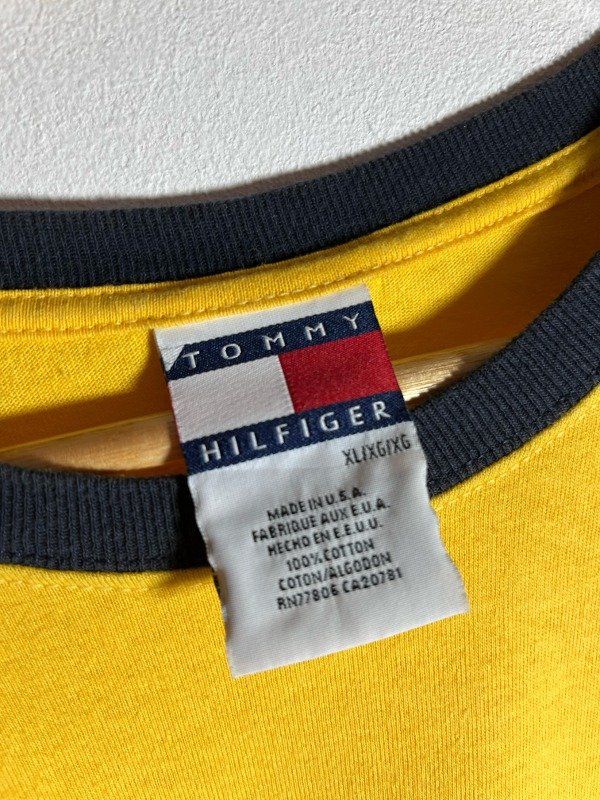 TOMMY
HILFIGER
XL/XG/XG
MADE IN U.S.A.
FABRIQUE AUX E.U.A.
HECHO EN E.E.U.U.
100% COTTON
COTON/ALGODON
RN77806 CA20781